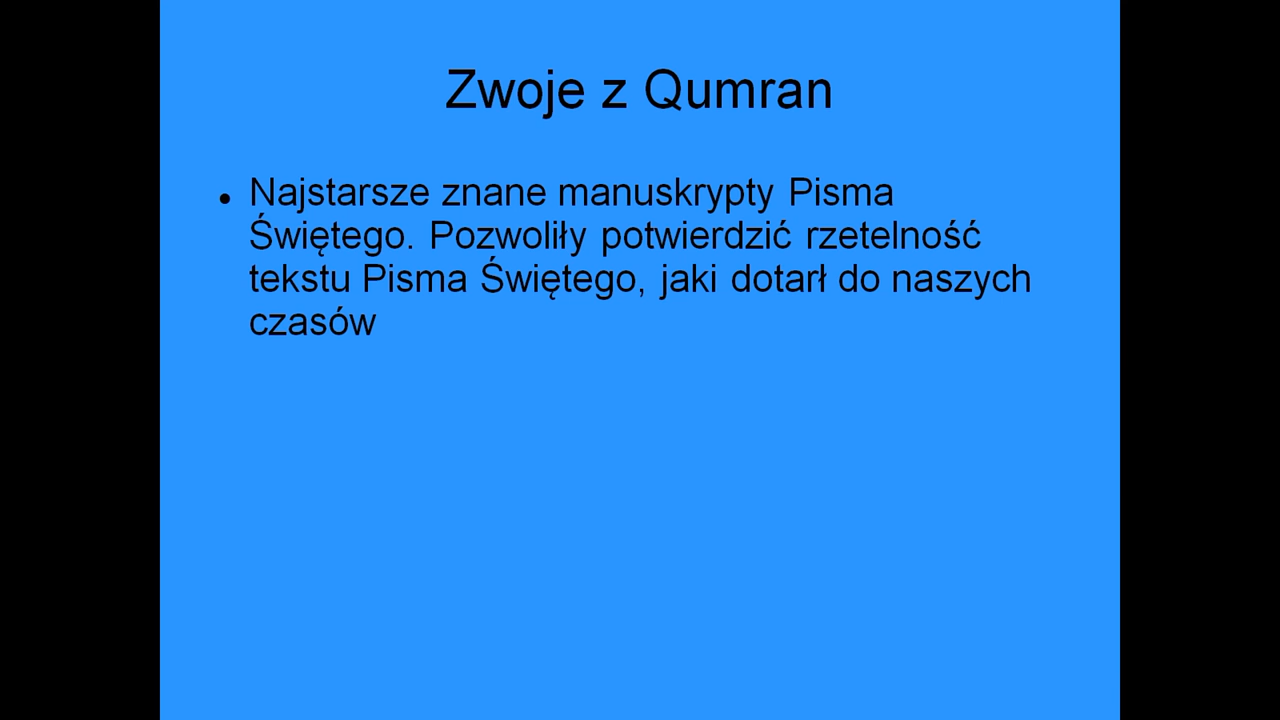 Zwoje z Qumran
● Najstarsze znane manuskrypty Pisma
Świętego. Pozwoliły potwierdzić rzetelność
tekstu Pisma Świętego, jaki dotarł do naszych
czasów